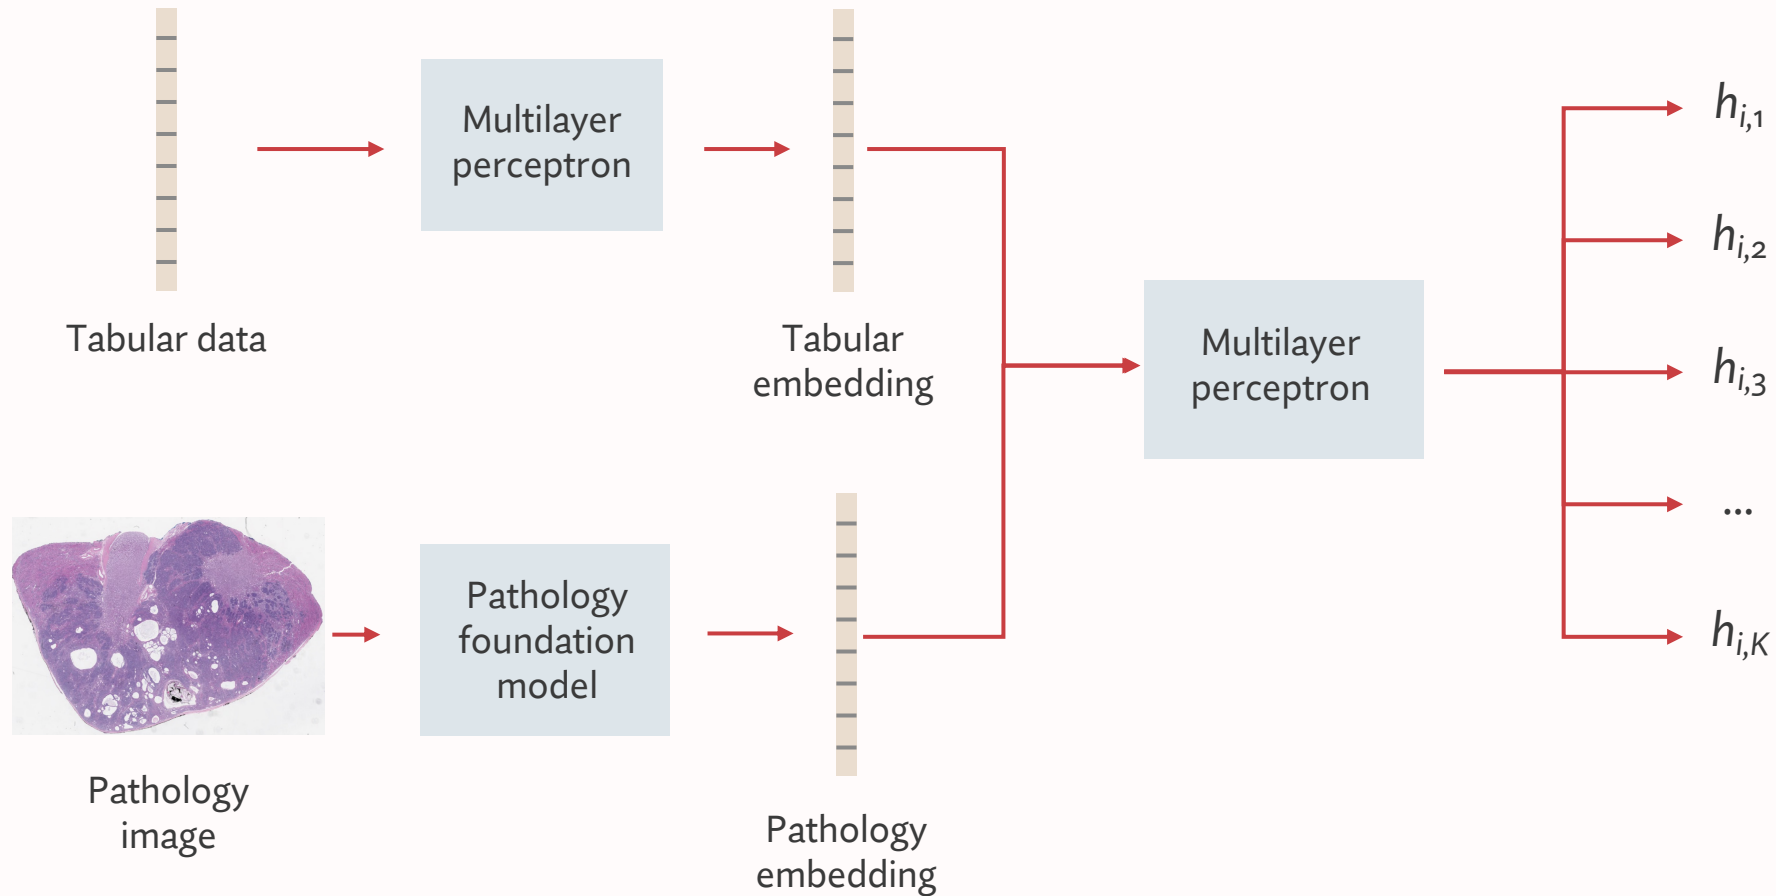 Tabular data
Multilayer
perceptron
Tabular
embedding
Pathology
image
Pathology
foundation
model
Pathology
embedding
Multilayer
perceptron
h_{i,1}
h_{i,2}
h_{i,3}
...
h_{i,K}